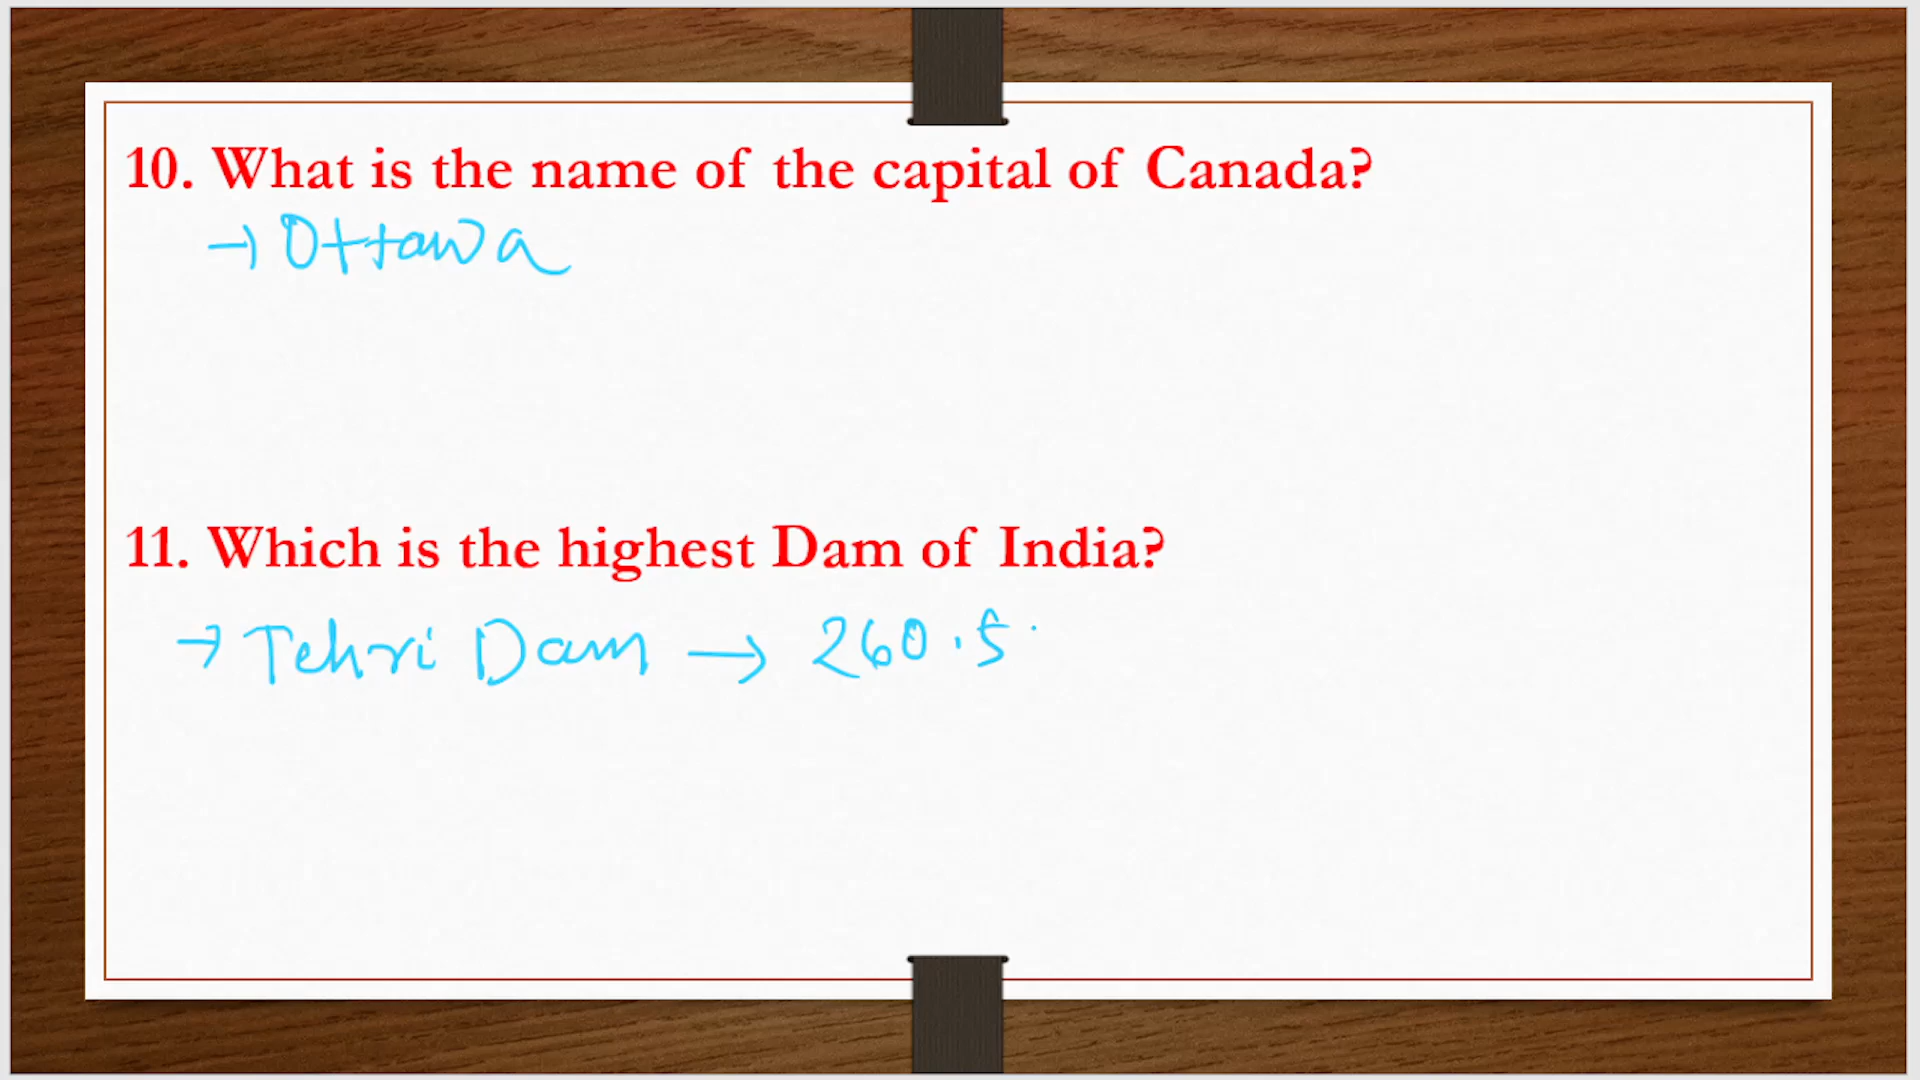 10. What is the name of the capital of Canada?
→ Ottawa
11. Which is the highest Dam of India?
→ Tehri Dam → 260.5